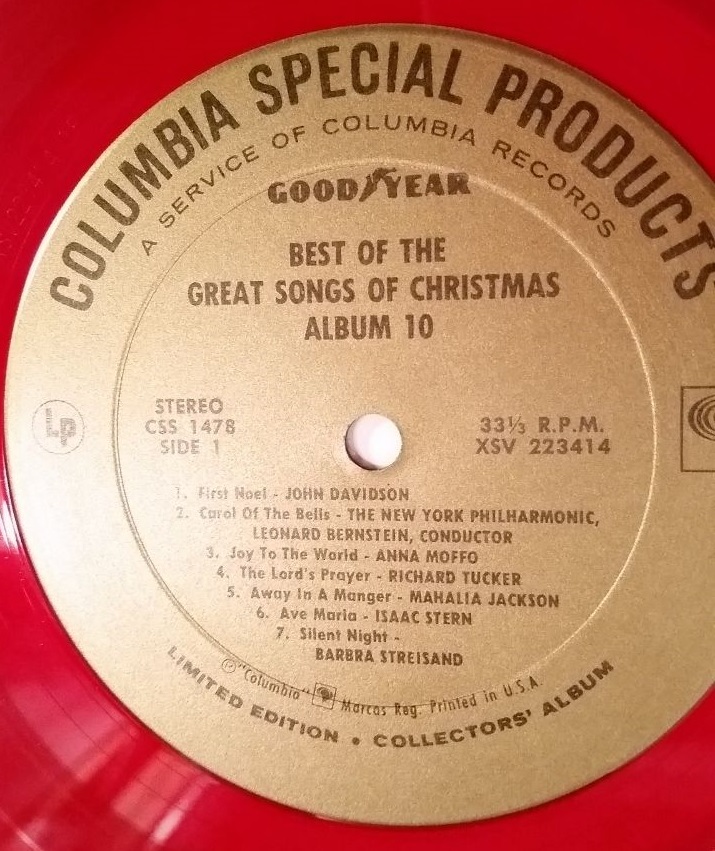 COLUMBIA SPECIAL PRODUCTS
A SERVICE OF COLUMBIA RECORDS
GOODYEAR
BEST OF THE
GREAT SONGS OF CHRISTMAS
ALBUM 10
STEREO
CSS 1478
SIDE 1
Lp
33⅓ R.P.M.
XSV 223414
1. First Noel - JOHN DAVIDSON
2. Carol Of The Bells - THE NEW YORK PHILHARMONIC,
LEONARD BERNSTEIN, CONDUCTOR
3. Joy To The World - ANNA MOFFO
4. The Lord's Prayer - RICHARD TUCKER
5. Away In A Manger - MAHALIA JACKSON
6. Ave Maria - ISAAC STERN
7. Silent Night -
BARBRA STREISAND
℗ "Columbia" Marcas Reg. Printed in U.S.A.
LIMITED EDITION • COLLECTORS' ALBUM